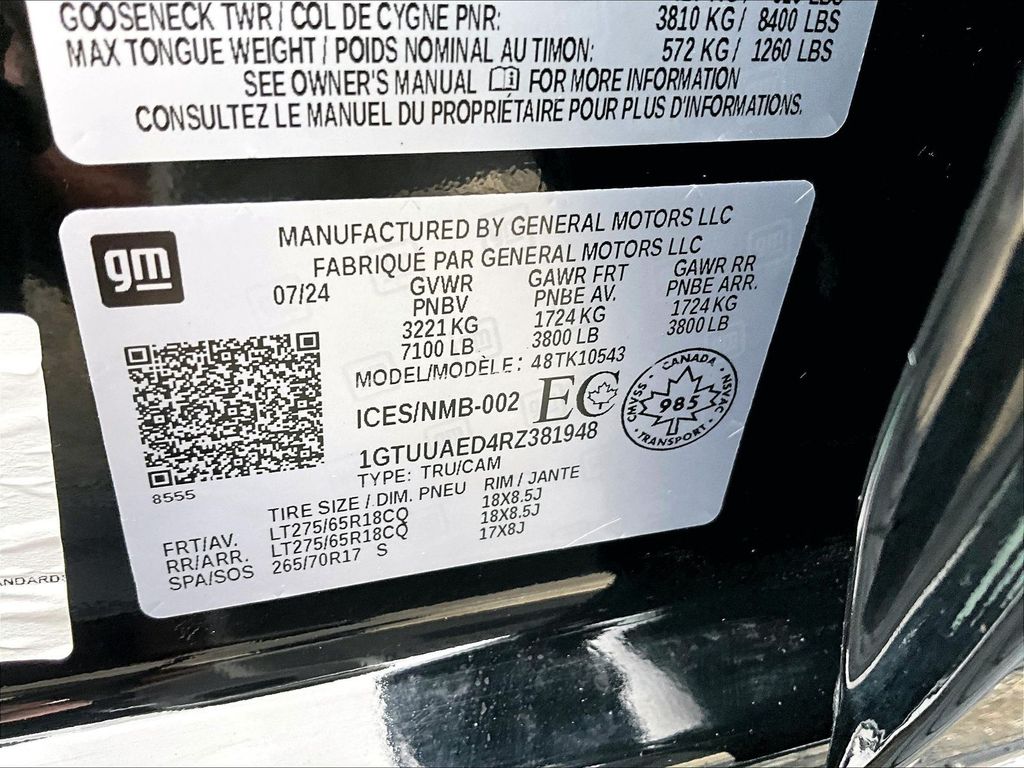 GOOSENECK TWR / COL DE CYGNE PNR: 3810 KG / 8400 LBS
MAX TONGUE WEIGHT / POIDS NOMINAL AU TIMON: 572 KG / 1260 LBS
SEE OWNER'S MANUAL FOR MORE INFORMATION
CONSULTEZ LE MANUEL DU PROPRIÉTAIRE POUR PLUS D'INFORMATIONS.
gm
MANUFACTURED BY GENERAL MOTORS LLC
FABRIQUÉ PAR GENERAL MOTORS LLC
07/24 GVWR GAWR FRT GAWR RR
PNBV PNBE AV. PNBE ARR.
3221 KG 1724 KG 1724 KG
7100 LB 3800 LB 3800 LB
MODEL/MODÈLE: 48TK10543
ICES/NMB-002 EC
CANADA
SVMC NSVAC
985
TRANSPORT
1GTUUAED4RZ381948
TYPE: TRU/CAM
8555
TIRE SIZE / DIM. PNEU RIM / JANTE
FRT/AV. LT275/65R18CQ 18X8.5J
RR/ARR. LT275/65R18CQ 18X8.5J
SPA/SOS 265/70R17 S 17X8J